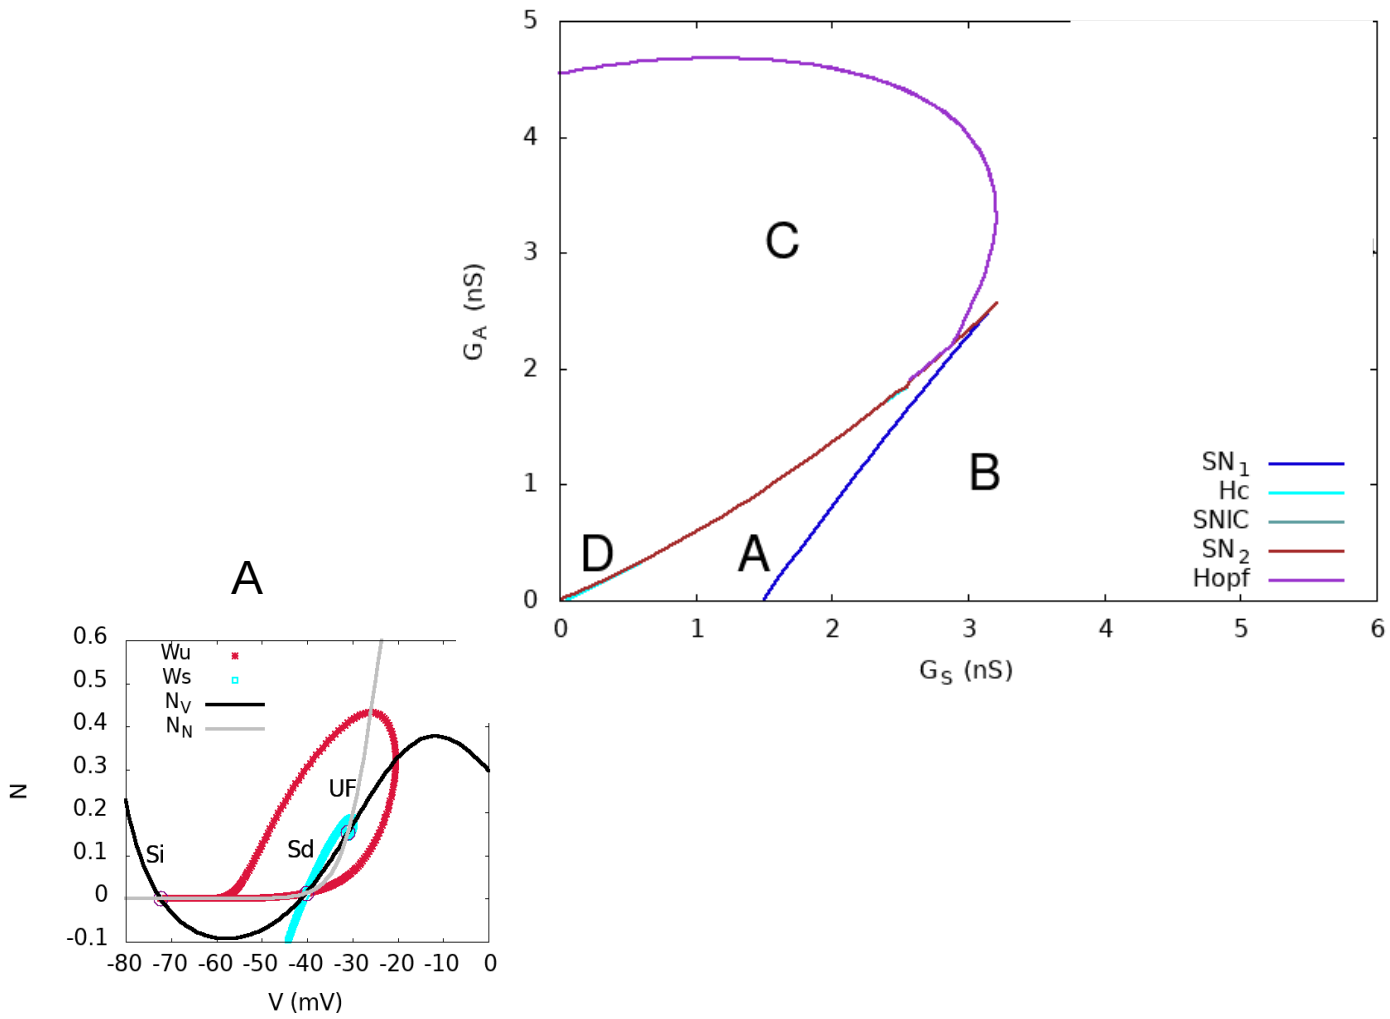 5
4
3
2
1
0
G_A (nS)
C
B
D
A
SN_1
Hc
SNIC
SN_2
Hopf
0 1 2 3 4 5 6
G_S (nS)
A
0.6
0.5
0.4
0.3
0.2
0.1
0
-0.1
N
Wu
Ws
N_V
N_N
UF
Sd
Si
-80 -70 -60 -50 -40 -30 -20 -10 0
V (mV)